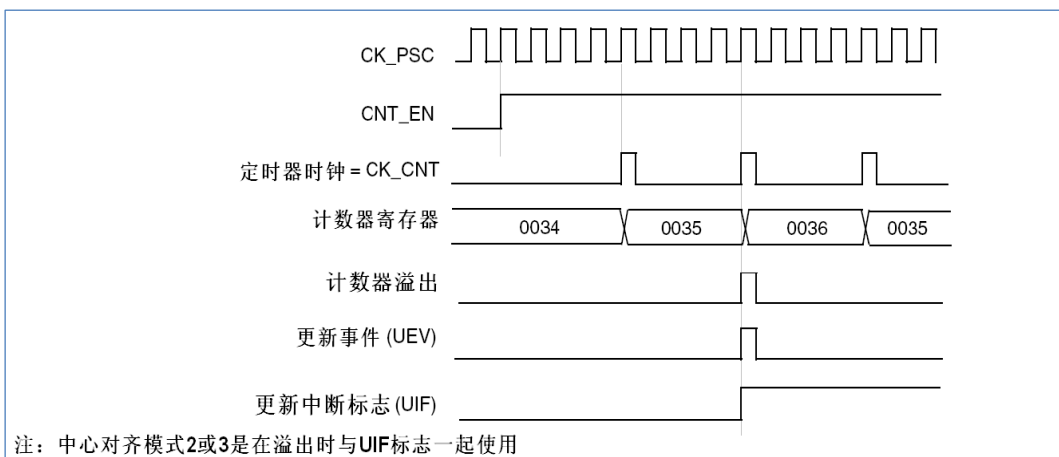 CK_PSC
CNT_EN
定时器时钟 = CK_CNT
计数器寄存器
0034 0035 0036 0035
计数器溢出
更新事件 (UEV)
更新中断标志 (UIF)
注：中心对齐模式2或3是在溢出时与UIF标志一起使用